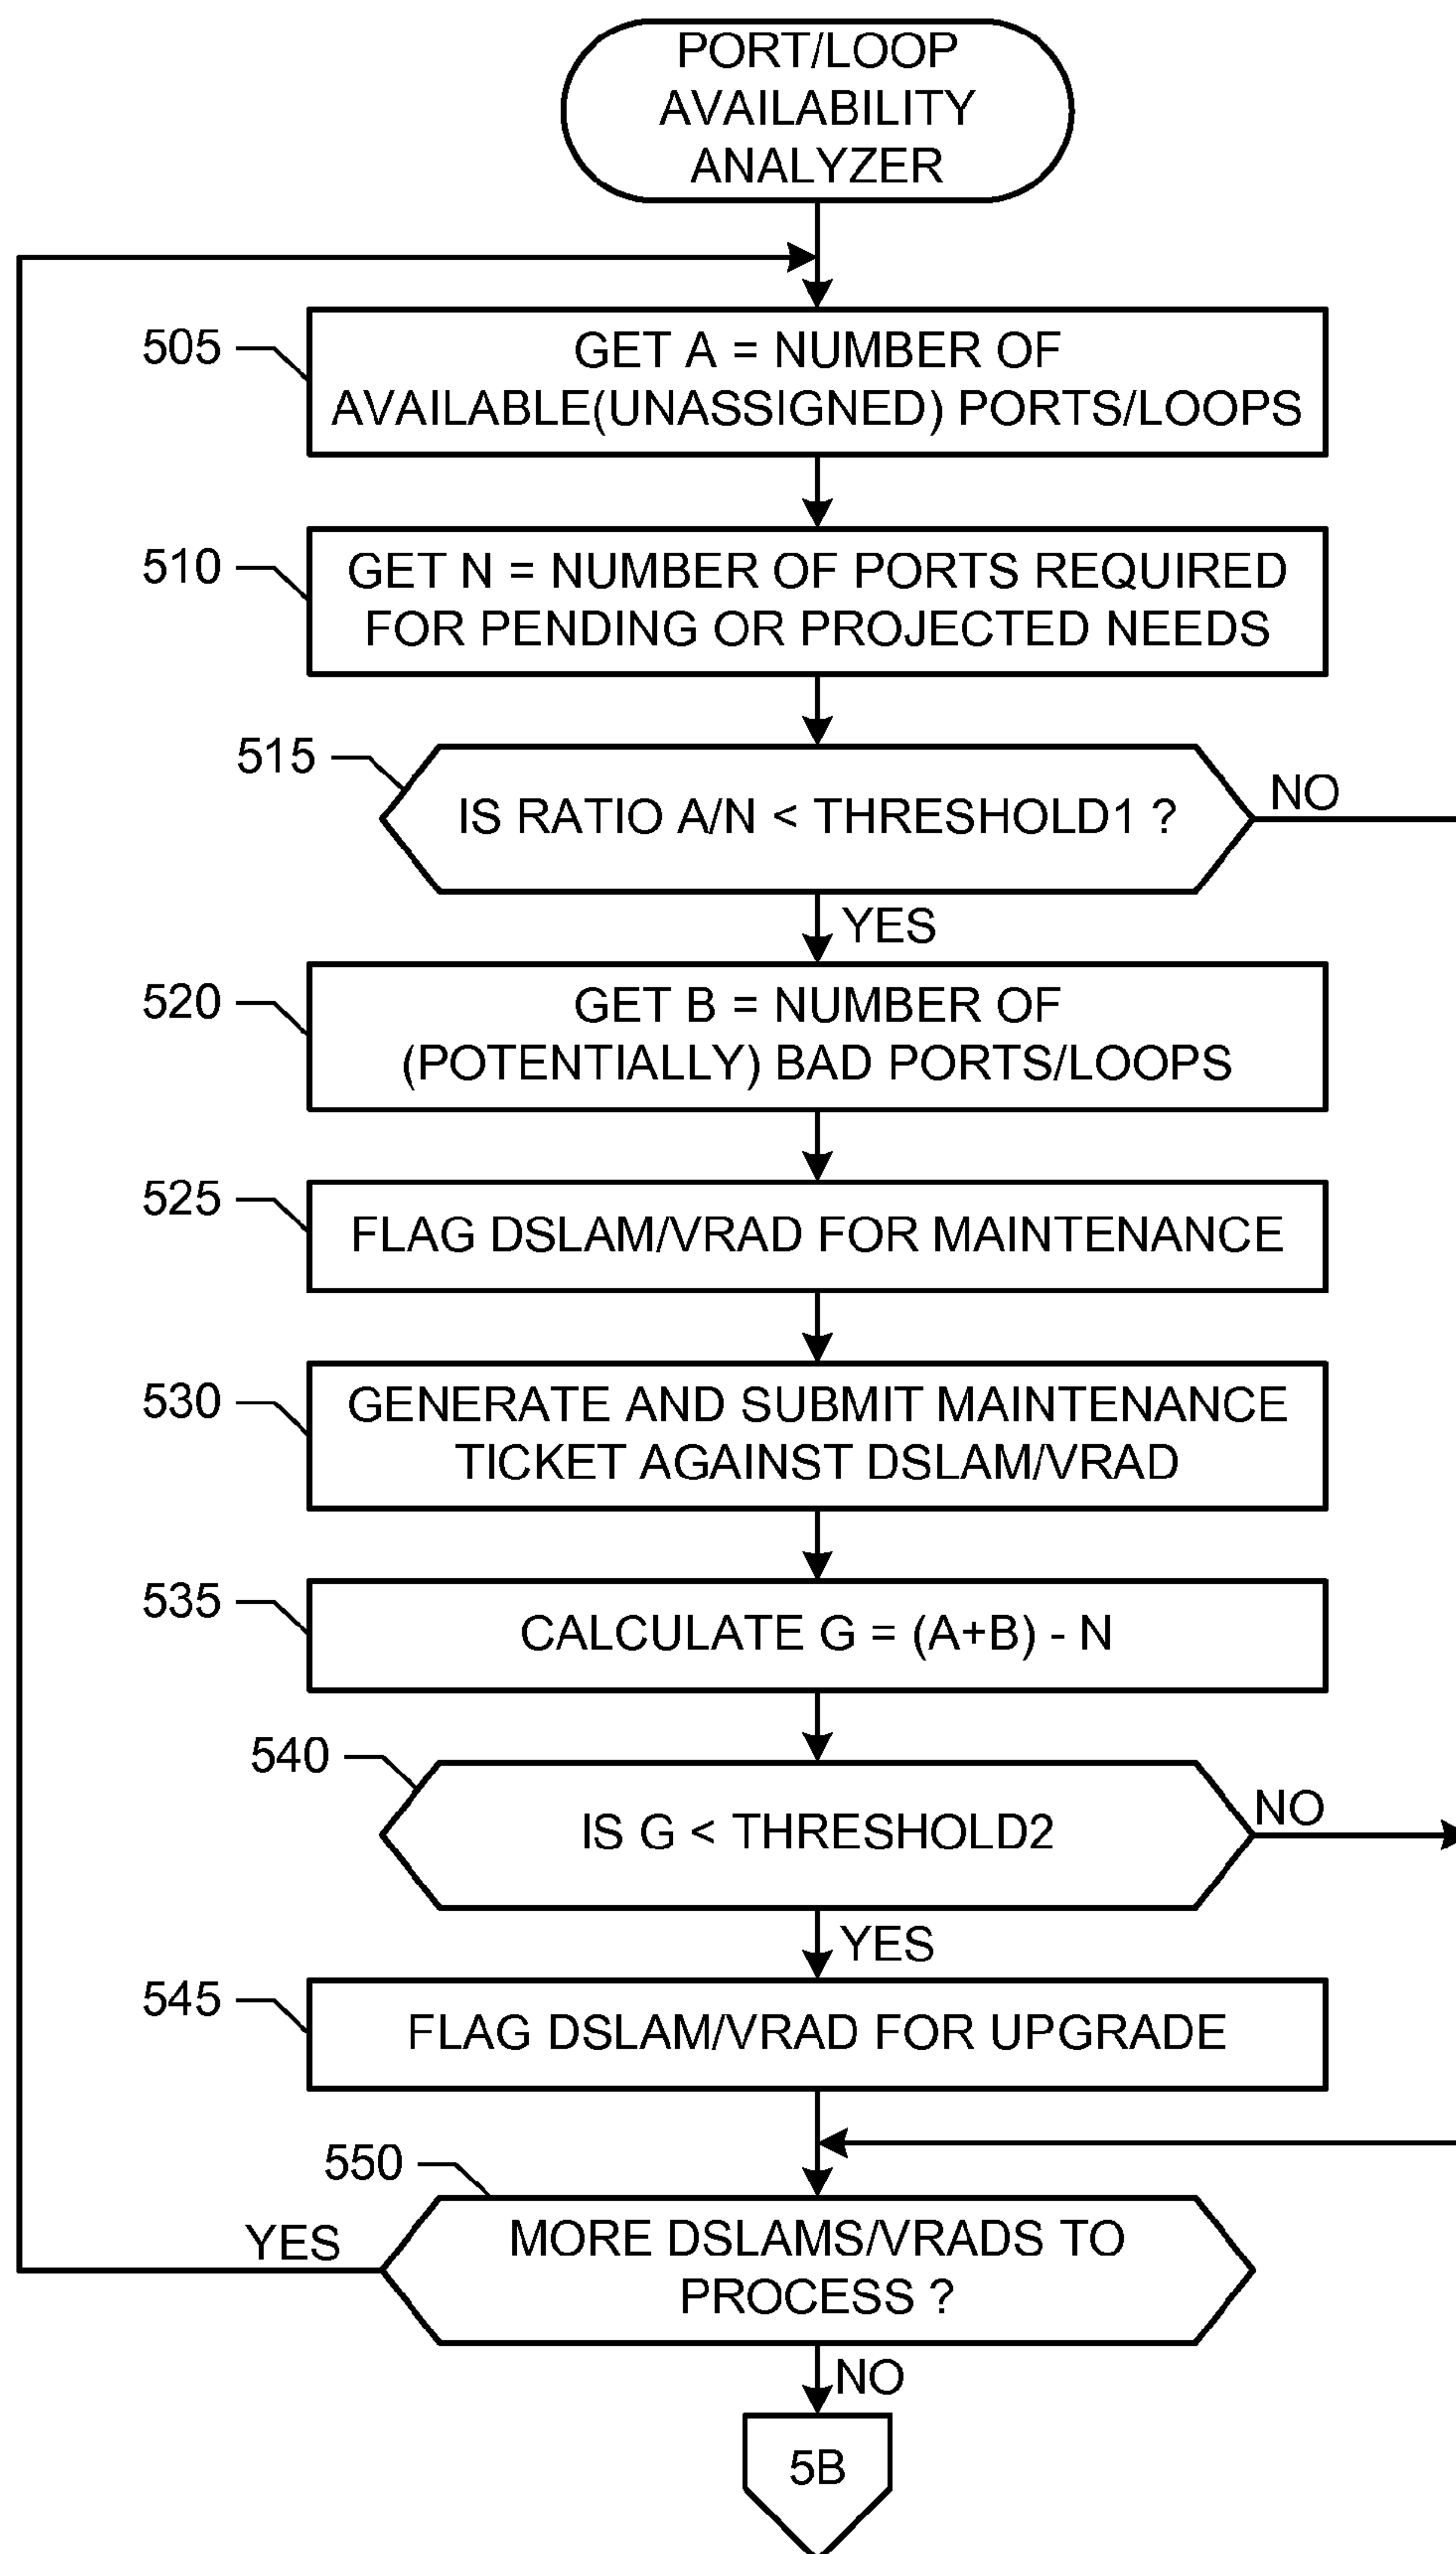 PORT/LOOP
AVAILABILITY
ANALYZER
505
GET A = NUMBER OF
AVAILABLE(UNASSIGNED) PORTS/LOOPS
510
GET N = NUMBER OF PORTS REQUIRED
FOR PENDING OR PROJECTED NEEDS
515
IS RATIO A/N < THRESHOLD1 ?
NO
YES
520
GET B = NUMBER OF
(POTENTIALLY) BAD PORTS/LOOPS
525
FLAG DSLAM/VRAD FOR MAINTENANCE
530
GENERATE AND SUBMIT MAINTENANCE
TICKET AGAINST DSLAM/VRAD
535
CALCULATE G = (A+B) - N
540
IS G < THRESHOLD2
NO
YES
545
FLAG DSLAM/VRAD FOR UPGRADE
550
YES
MORE DSLAMS/VRADS TO
PROCESS ?
NO
5B